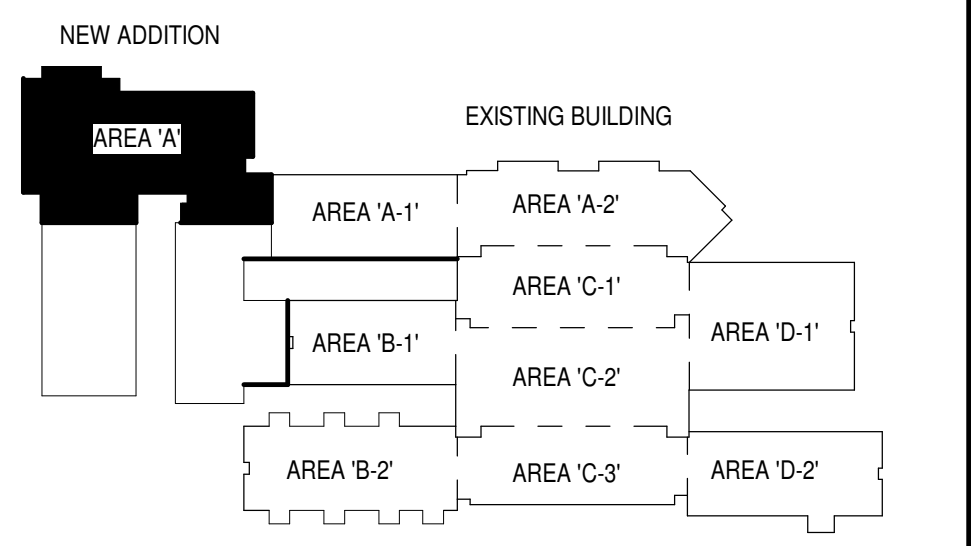 NEW ADDITION
EXISTING BUILDING
AREA 'A'
AREA 'A-1'
AREA 'A-2'
AREA 'C-1'
AREA 'B-1'
AREA 'D-1'
AREA 'C-2'
AREA 'B-2'
AREA 'C-3'
AREA 'D-2'